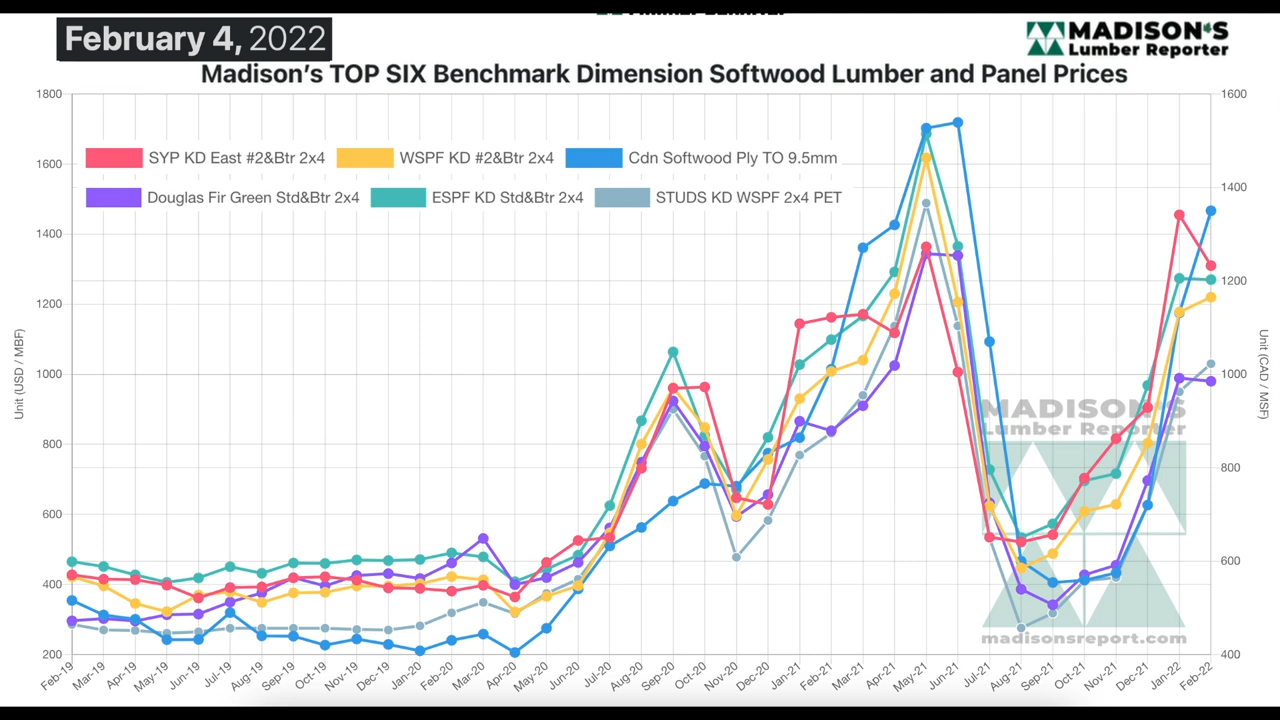 February 4, 2022
MADISON'S
Lumber Reporter
Madison's TOP SIX Benchmark Dimension Softwood Lumber and Panel Prices
1800
1600
1400
1200
1000
800
600
400
200
Unit (USD / MBF)
SYP KD East #2&Btr 2x4
WSPF KD #2&Btr 2x4
Cdn Softwood Ply TO 9.5mm
Douglas Fir Green Std&Btr 2x4
ESPF KD Std&Btr 2x4
STUDS KD WSPF 2x4 PET
1600
1400
1200
1000
800
600
400
Unit (CAD / MSF)
MADISON'S
Lumber Reporter
madisonsreport.com
Feb-19
Mar-19
Apr-19
May-19
Jun-19
Jul-19
Aug-19
Sep-19
Oct-19
Nov-19
Dec-19
Jan-20
Feb-20
Mar-20
Apr-20
May-20
Jun-20
Jul-20
Aug-20
Sep-20
Oct-20
Nov-20
Dec-20
Jan-21
Feb-21
Mar-21
Apr-21
May-21
Jun-21
Jul-21
Aug-21
Sep-21
Oct-21
Nov-21
Dec-21
Jan-22
Feb-22